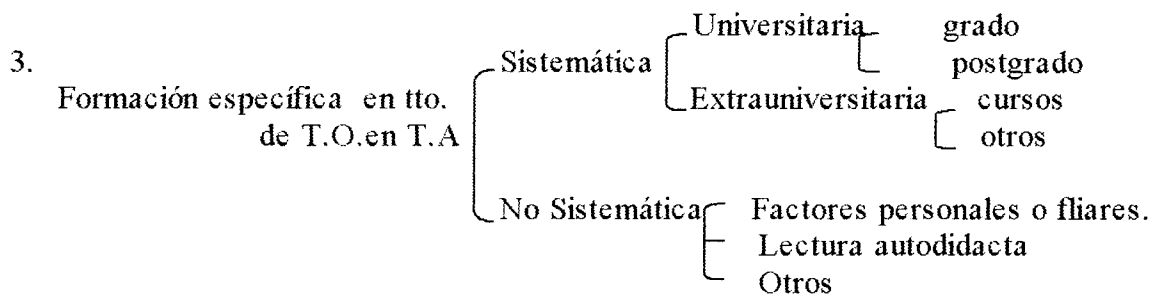 Universitaria grado
3. Sistemática postgrado
Formación específica en tto. Extrauniversitaria cursos
de T.O.en T.A otros
No Sistemática Factores personales o fliares.
Lectura autodidacta
Otros